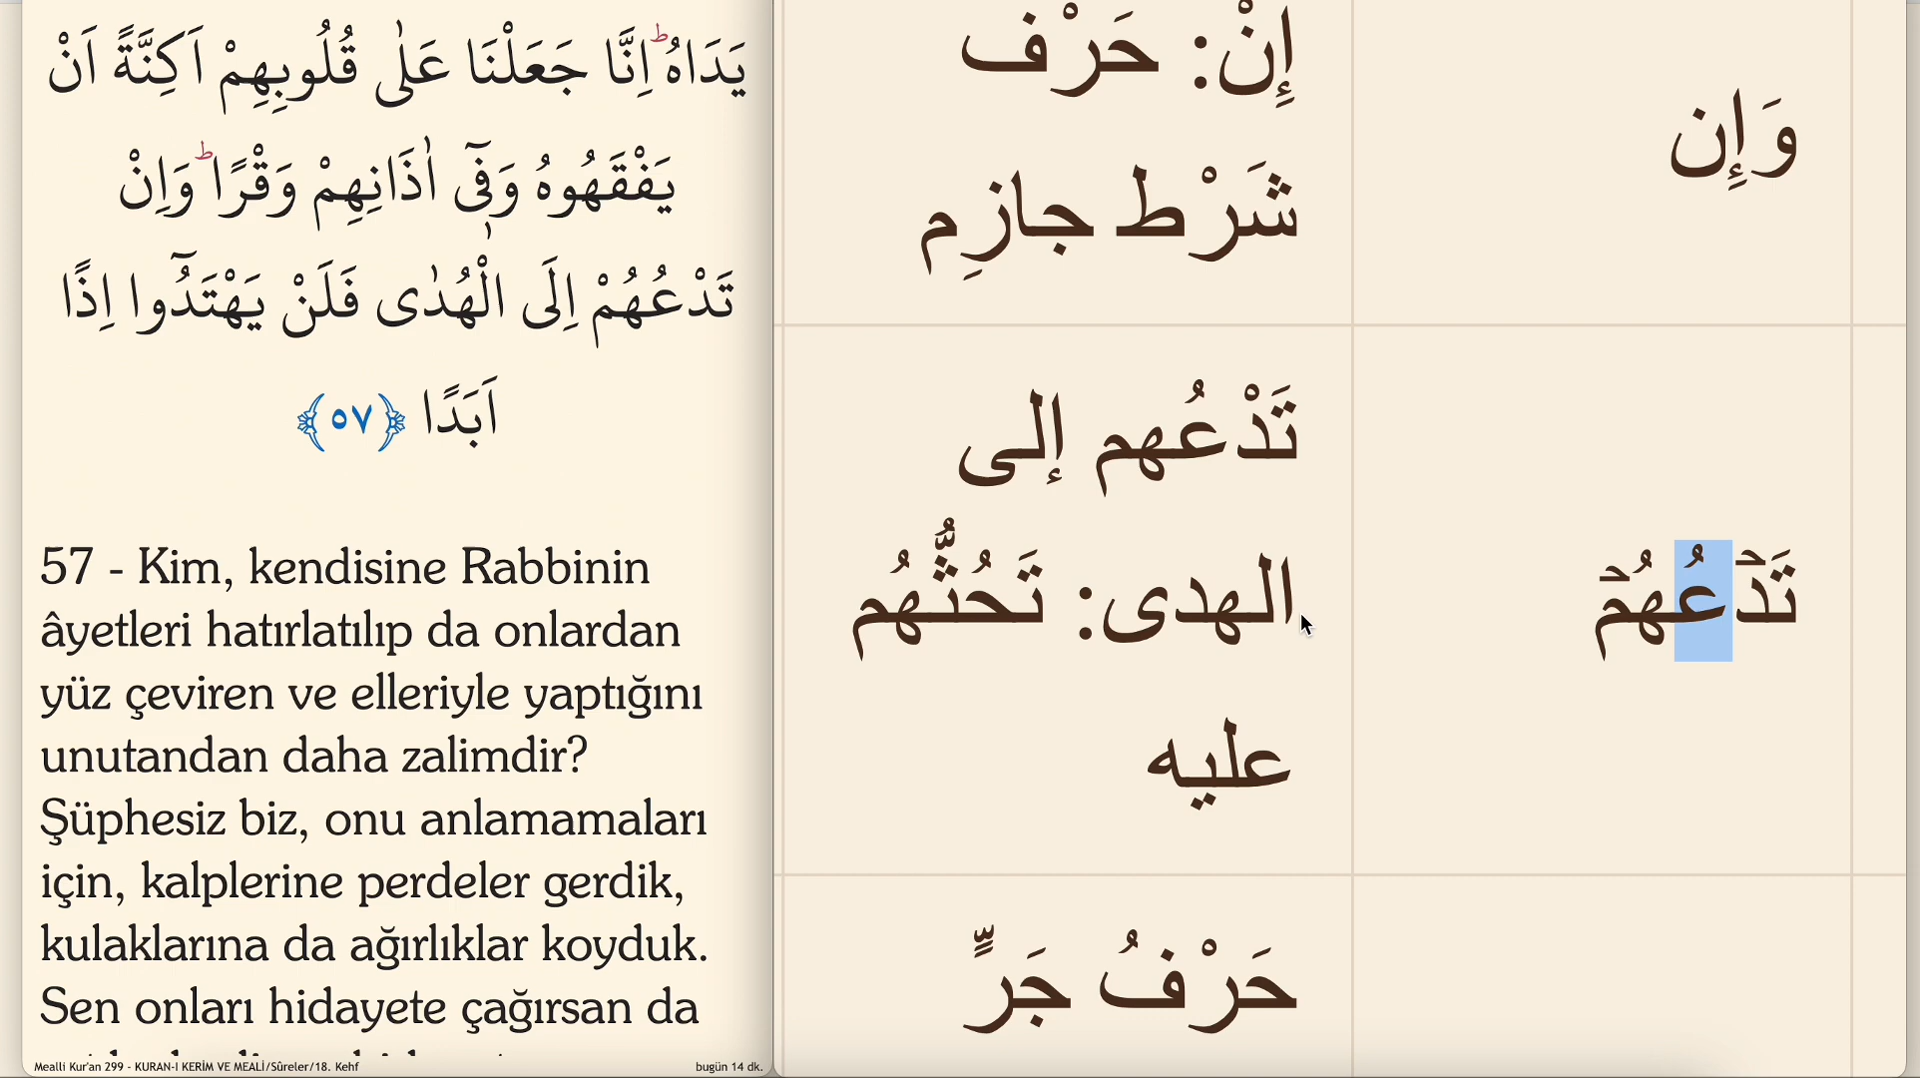 يَدَاهُ ۜ اِنَّا جَعَلْنَا عَلٰى قُلُوبِهِمْ اَكِنَّةً اَنْ
يَفْقَهُوهُ وَف۪ٓى اٰذَانِهِمْ وَقْرًا ۜ وَاِنْ
تَدْعُهُمْ اِلَى الْهُدٰى فَلَنْ يَهْتَدُٓوا اِذًا
اَبَدًا ﴿٥٧﴾
57 - Kim, kendisine Rabbinin
âyetleri hatırlatılıp da onlardan
yüz çeviren ve elleriyle yaptığını
unutandan daha zalimdir?
Şüphesiz biz, onu anlamamaları
için, kalplerine perdeler gerdik,
kulaklarına da ağırlıklar koyduk.
Sen onları hidayete çağırsan da
Mealli Kur'an 299 - KURAN-I KERİM VE MEALİ/Sûreler/18. Kehf
bugün 14 dk.
وَإِن
إِنْ: حَرْف
شَرْط جازِم
تَدۡعُهُمۡ
تَدْعُهم إلى
الهدى: تَحُثُّهُم
عليه
حَرْفُ جَرٍّ